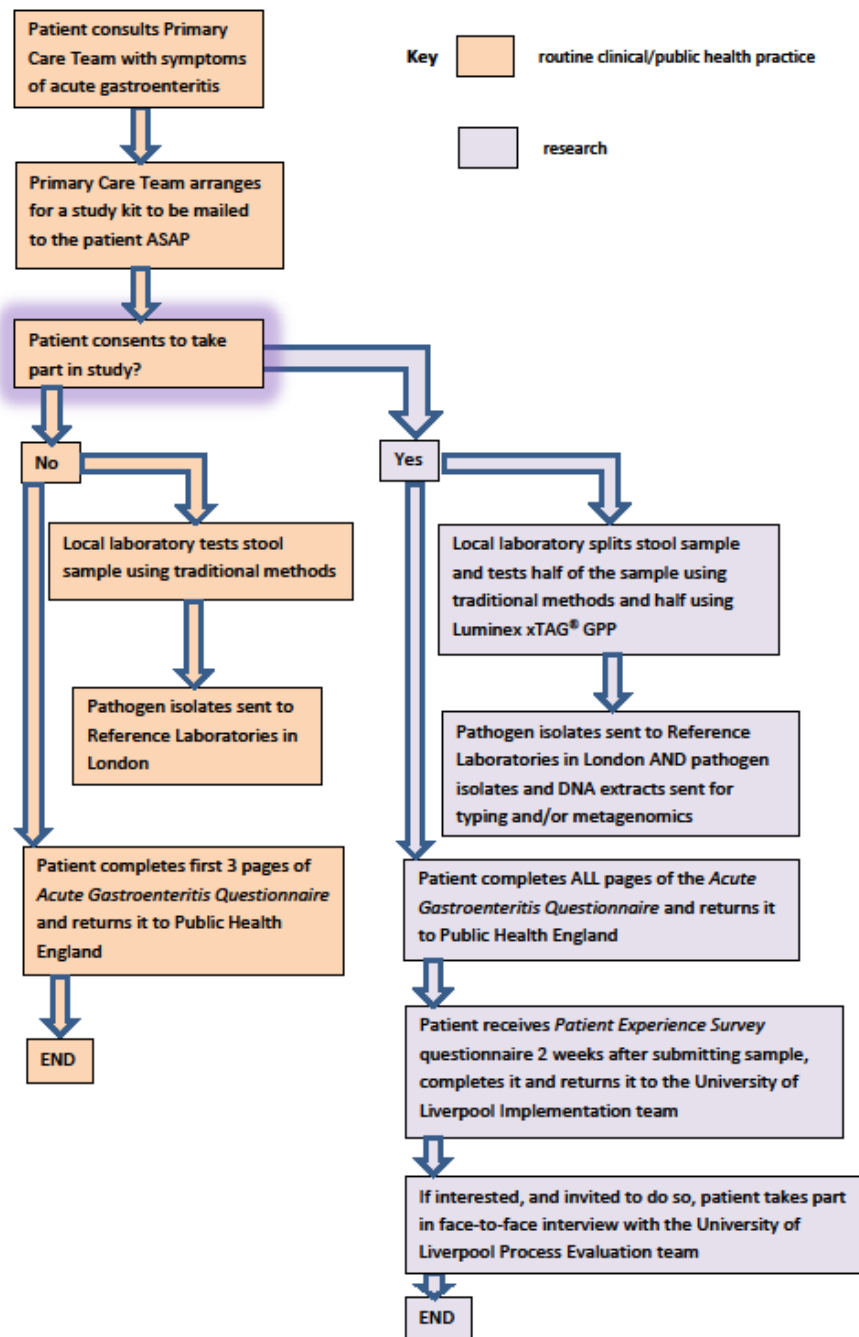 Patient consults Primary
Care Team with symptoms
of acute gastroenteritis
Key
routine clinical/public health practice
research
Primary Care Team arranges
for a study kit to be mailed
to the patient ASAP
Patient consents to take
part in study?
No
Yes
Local laboratory tests stool
sample using traditional methods
Local laboratory splits stool sample
and tests half of the sample using
traditional methods and half using
Luminex xTAG® GPP
Pathogen isolates sent to
Reference Laboratories in
London
Pathogen isolates sent to Reference
Laboratories in London AND pathogen
isolates and DNA extracts sent for
typing and/or metagenomics
Patient completes first 3 pages of
Acute Gastroenteritis Questionnaire
and returns it to Public Health
England
Patient completes ALL pages of the Acute
Gastroenteritis Questionnaire and returns it
to Public Health England
END
Patient receives Patient Experience Survey
questionnaire 2 weeks after submitting sample,
completes it and returns it to the University of
Liverpool Implementation team
If interested, and invited to do so, patient takes part
in face-to-face interview with the University of
Liverpool Process Evaluation team
END